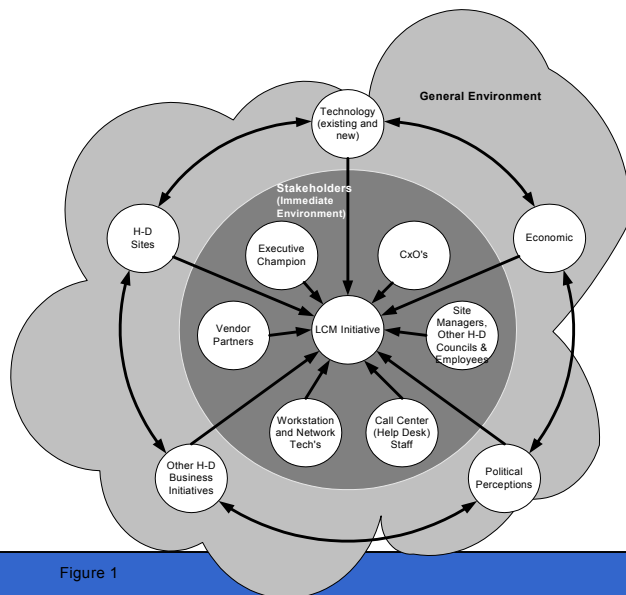 General Environment
Technology
(existing and
new)
Stakeholders
(Immediate
Environment)
H-D
Sites
Executive
Champion
CxO's
Economic
Vendor
Partners
LCM Initiative
Site
Managers,
Other H-D
Councils &
Employees
Workstation
and Network
Tech's
Call Center
(Help Desk)
Staff
Other H-D
Business
Initiatives
Political
Perceptions
Figure 1